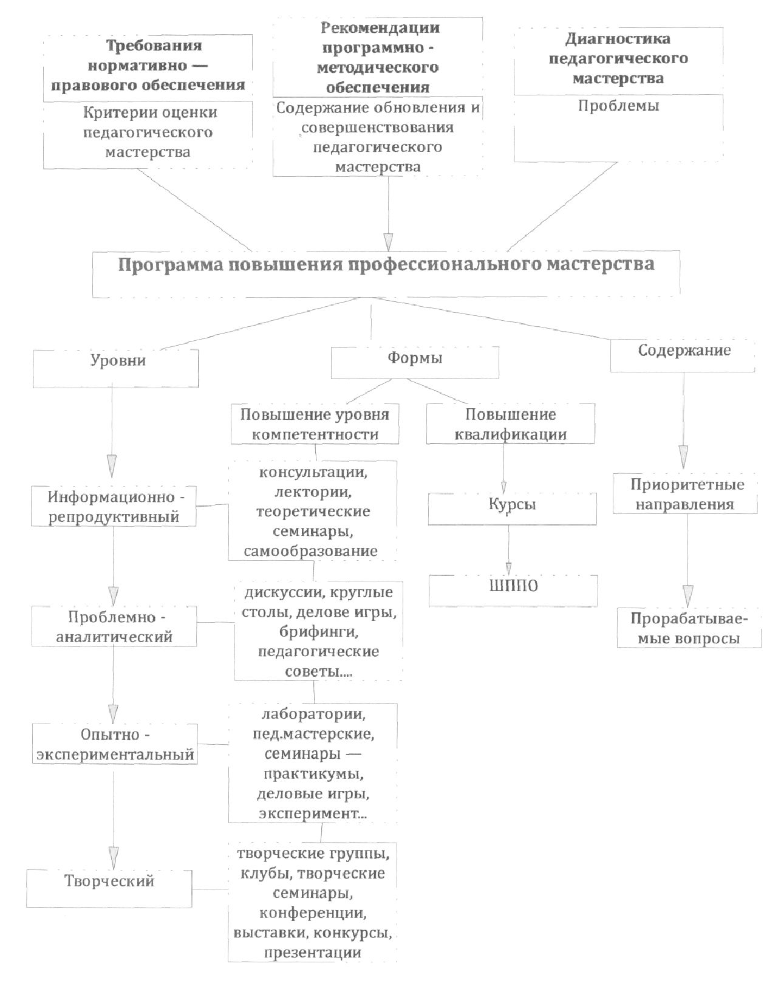 Требования
нормативно —
правового обеспечения
Критерии оценки
педагогического
мастерства
Рекомендации
программно -
методического
обеспечения
Содержание обновления и
совершенствования
педагогического
мастерства
Диагностика
педагогического
мастерства
Проблемы
Программа повышения профессионального мастерства
Уровни
Формы
Содержание
Повышение уровня
компетентности
Повышение
квалификации
Информационно -
репродуктивный
консультации,
лектории,
теоретические
семинары,
самообразование
Курсы
Приоритетные
направления
Проблемно -
аналитический
дискуссии, круглые
столы, делове игры,
брифинги,
педагогические
советы....
ШППО
Прорабатывае-
мые вопросы
Опытно -
экспериментальный
лаборатории,
пед.мастерские,
семинары —
практикумы,
деловые игры,
эксперимент...
Творческий
творческие группы,
клубы, творческие
семинары,
конференции,
выставки, конкурсы,
презентации